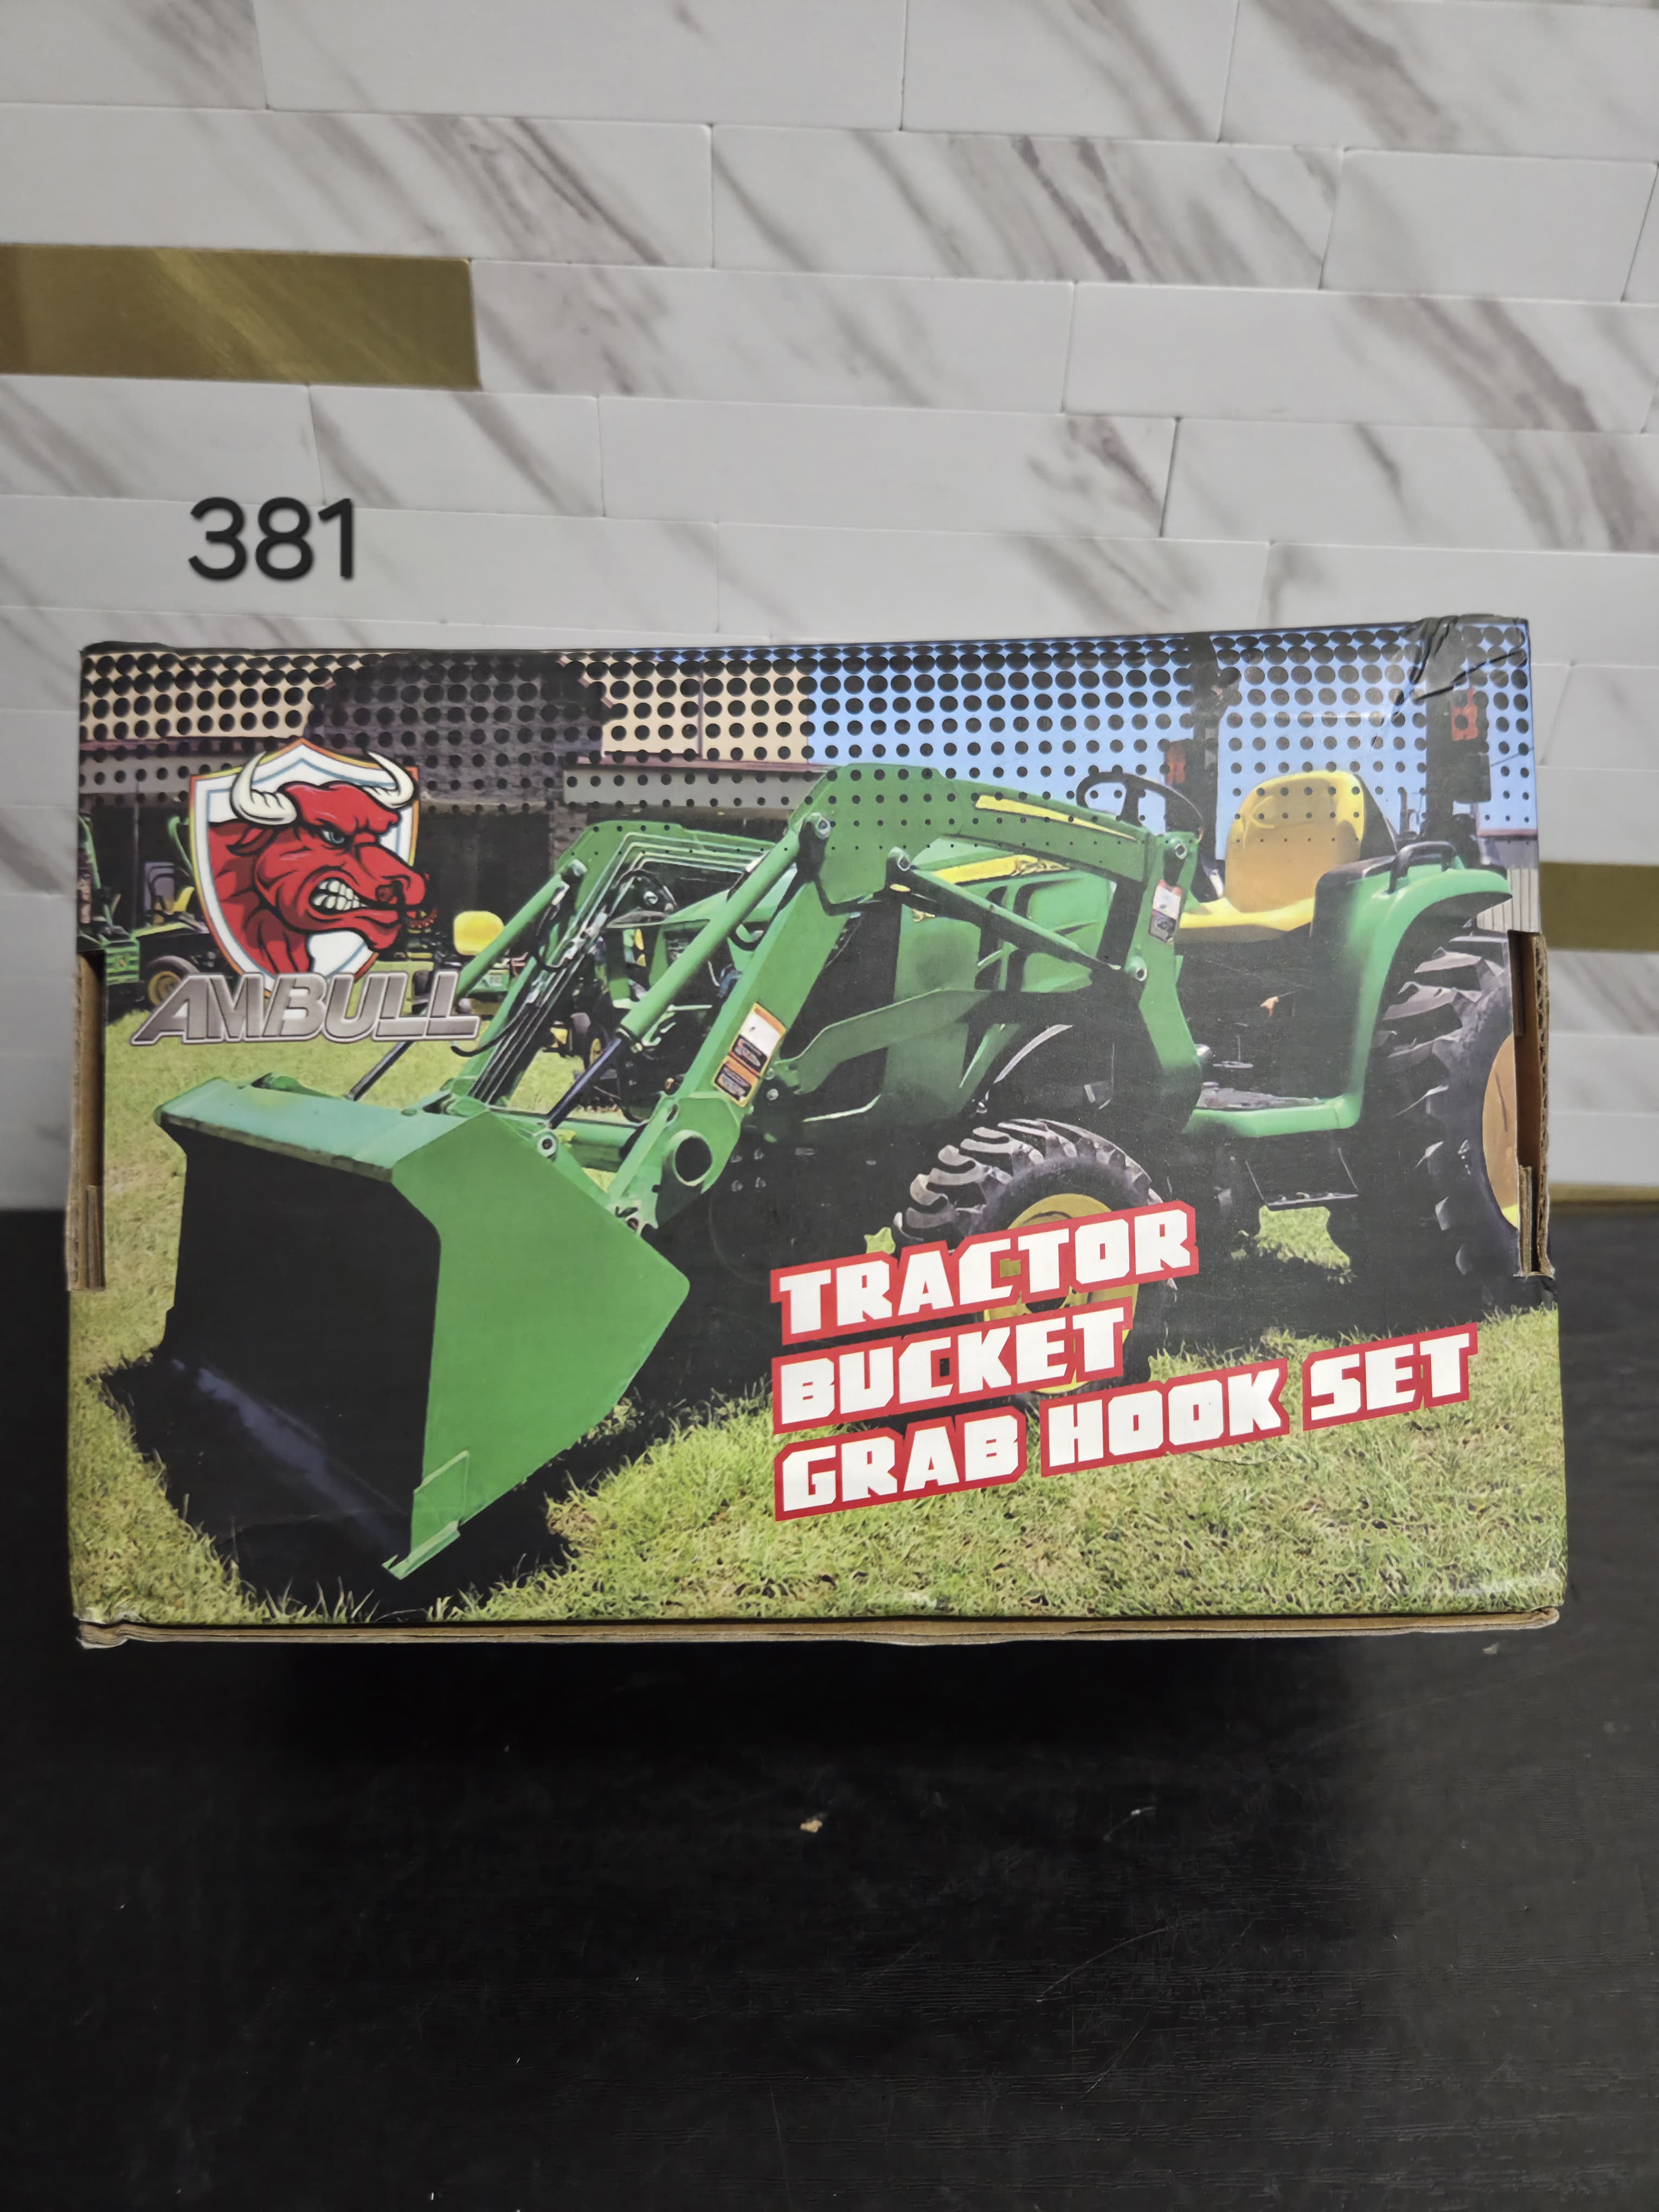 381
AMBULL
TRACTOR
BUCKET
GRAB HOOK SET